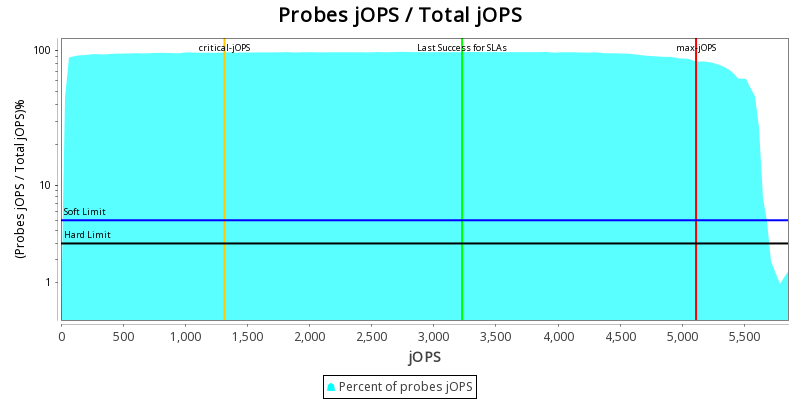 Probes jOPS / Total jOPS
critical-jOPS
Last Success for SLAs
max-jOPS
(Probes jOPS / Total jOPS)%
100
10
1
Soft Limit
Hard Limit
0
500
1,000
1,500
2,000
2,500
3,000
3,500
4,000
4,500
5,000
5,500
jOPS
Percent of probes jOPS